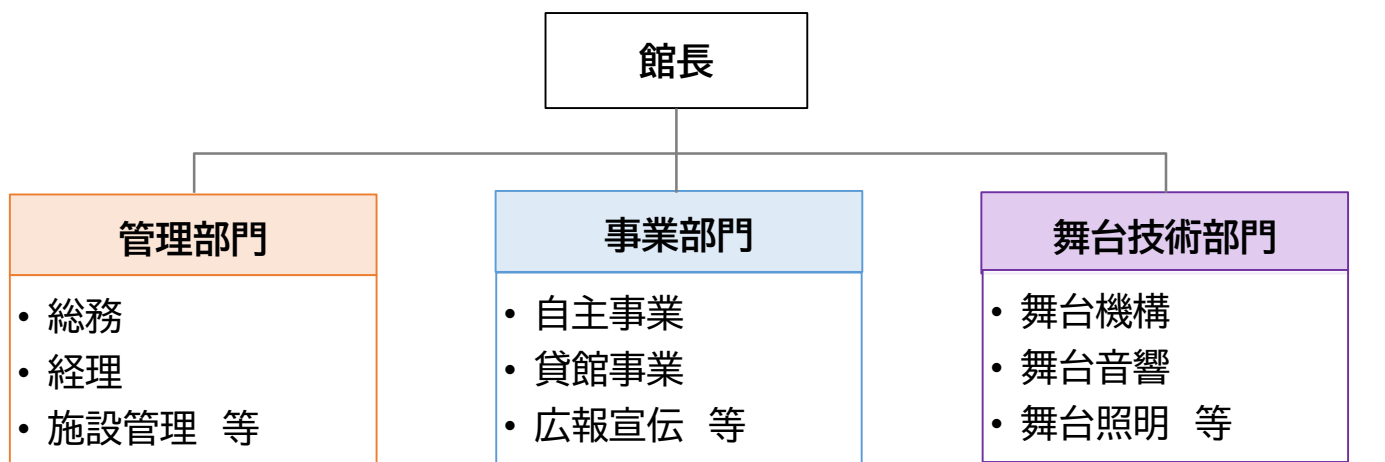 館長
管理部門
・総務
・経理
・施設管理 等
事業部門
・自主事業
・貸館事業
・広報宣伝 等
舞台技術部門
・舞台機構
・舞台音響
・舞台照明 等